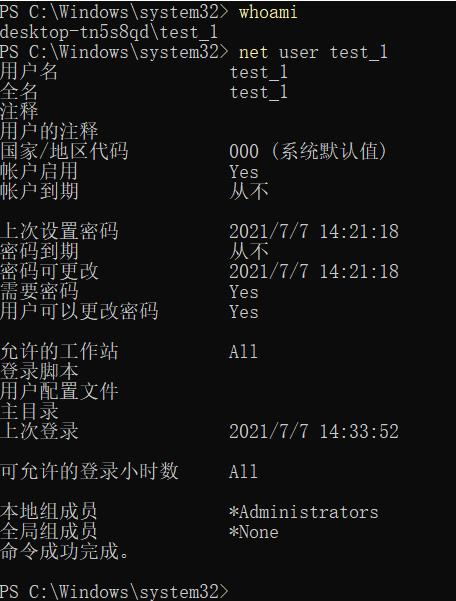 PS C:\Windows\system32> whoami
desktop-tn5s8qd\test_1
PS C:\Windows\system32> net user test_1
用户名 test_1
全名 test_1
注释
用户的注释
国家/地区代码 000 (系统默认值)
帐户启用 Yes
帐户到期 从不
上次设置密码 2021/7/7 14:21:18
密码到期 从不
密码可更改 2021/7/7 14:21:18
需要密码 Yes
用户可以更改密码 Yes
允许的工作站 All
登录脚本
用户配置文件
主目录
上次登录 2021/7/7 14:33:52
可允许的登录小时数 All
本地组成员 *Administrators
全局组成员 *None
命令成功完成。
PS C:\Windows\system32>